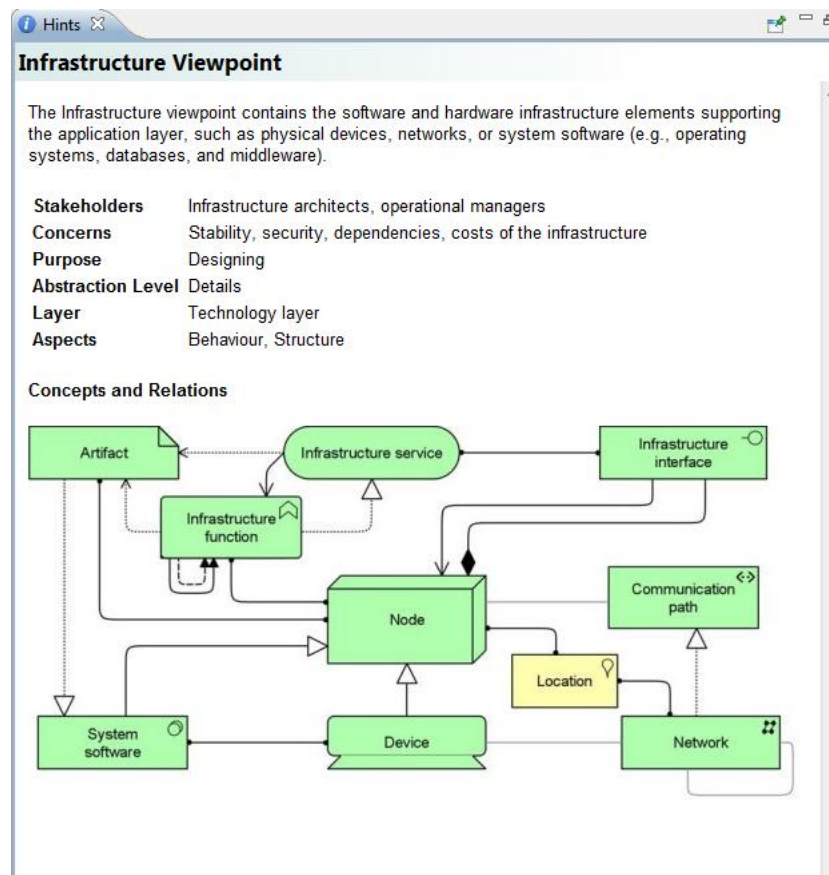 Hints
Infrastructure Viewpoint
The Infrastructure viewpoint contains the software and hardware infrastructure elements supporting
the application layer, such as physical devices, networks, or system software (e.g., operating
systems, databases, and middleware).
Stakeholders Infrastructure architects, operational managers
Concerns Stability, security, dependencies, costs of the infrastructure
Purpose Designing
Abstraction Level Details
Layer Technology layer
Aspects Behaviour, Structure
Concepts and Relations
Artifact
Infrastructure service
Infrastructure
interface
Infrastructure
function
Node
Communication
path
Location
System
software
Device
Network